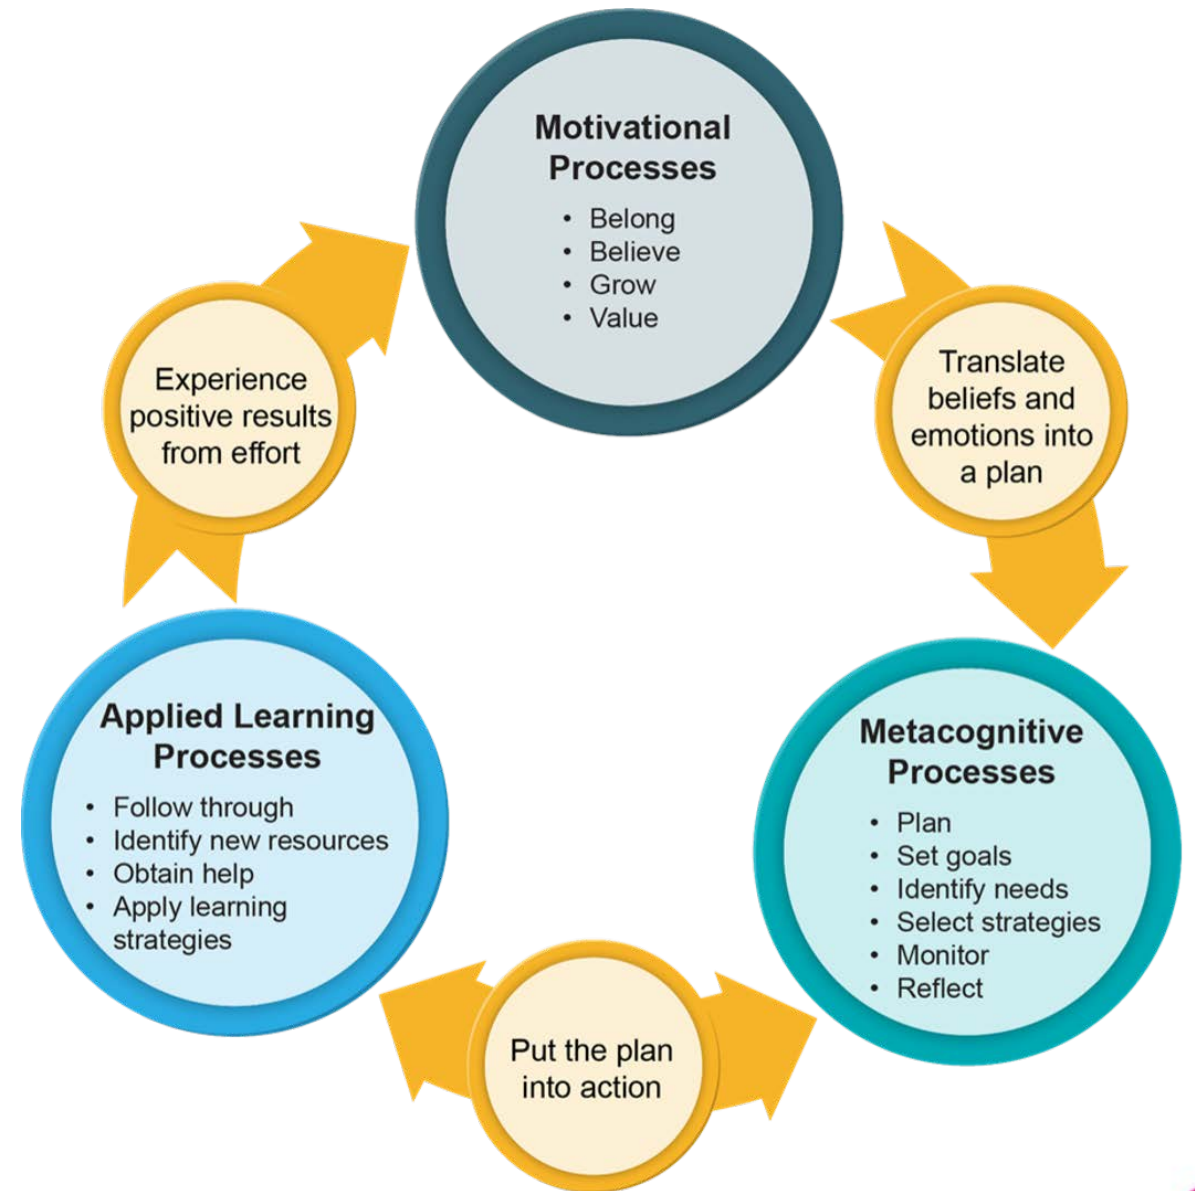 Motivational
Processes
• Belong
• Believe
• Grow
• Value
Translate
beliefs and
emotions into
a plan
Metacognitive
Processes
• Plan
• Set goals
• Identify needs
• Select strategies
• Monitor
• Reflect
Put the plan
into action
Applied Learning
Processes
• Follow through
• Identify new resources
• Obtain help
• Apply learning
strategies
Experience
positive results
from effort